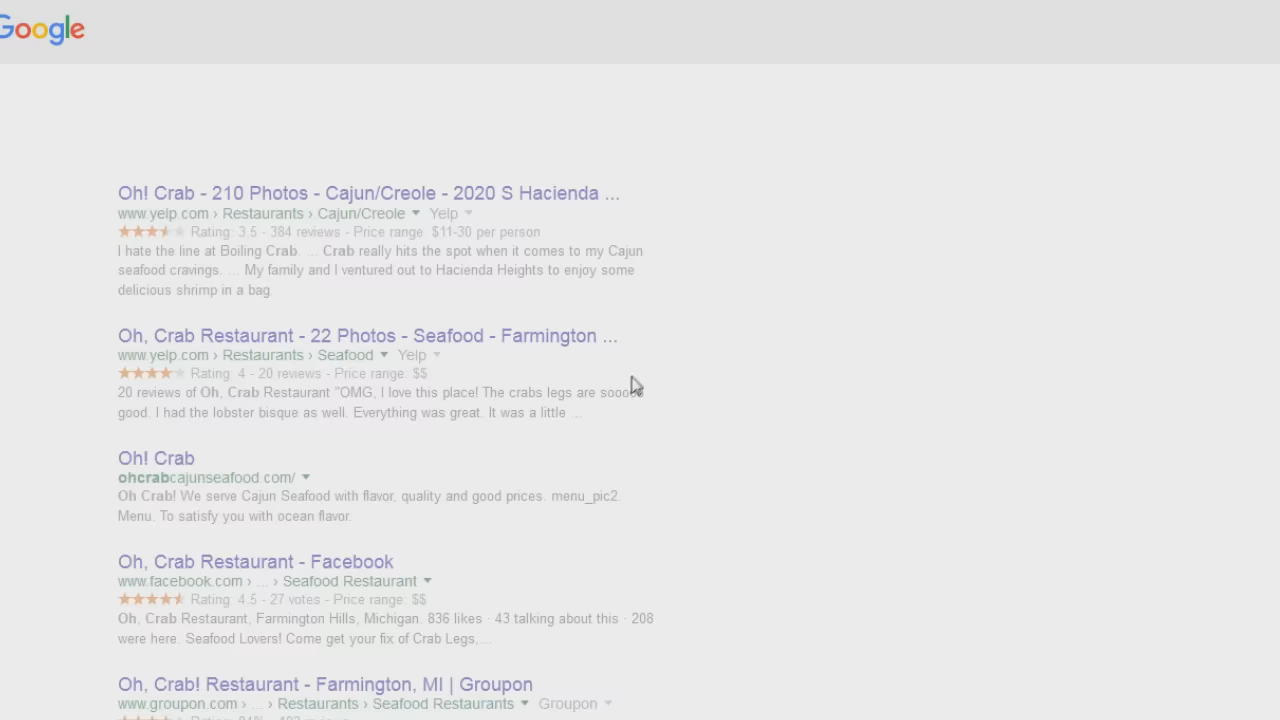 Google
Oh! Crab - 210 Photos - Cajun/Creole - 2020 S Hacienda ...
www.yelp.com › Restaurants › Cajun/Creole Yelp
Rating: 3.5 - 384 reviews - Price range: $11-30 per person
I hate the line at Boiling Crab. ... Crab really hits the spot when it comes to my Cajun
seafood cravings. ... My family and I ventured out to Hacienda Heights to enjoy some
delicious shrimp in a bag.
Oh, Crab Restaurant - 22 Photos - Seafood - Farmington ...
www.yelp.com › Restaurants › Seafood Yelp
Rating: 4 - 20 reviews - Price range: $$
20 reviews of Oh, Crab Restaurant "OMG, I love this place! The crabs legs are sooooo
good. I had the lobster bisque as well. Everything was great. It was a little ...
Oh! Crab
ohcrabcajunseafood.com/
Oh Crab! We serve Cajun Seafood with flavor, quality and good prices. menu_pic2.
Menu. To satisfy you with ocean flavor.
Oh, Crab Restaurant - Facebook
www.facebook.com › ... › Seafood Restaurant
Rating: 4.5 - 27 votes - Price range: $$
Oh, Crab Restaurant, Farmington Hills, Michigan. 836 likes · 43 talking about this · 208
were here. Seafood Lovers! Come get your fix of Crab Legs,...
Oh, Crab! Restaurant - Farmington, MI | Groupon
www.groupon.com › ... › Restaurants › Seafood Restaurants Groupon